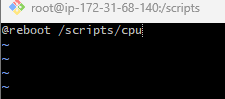 root@ip-172-31-68-140:/scripts
@reboot /scripts/cpu
~
~
~
~